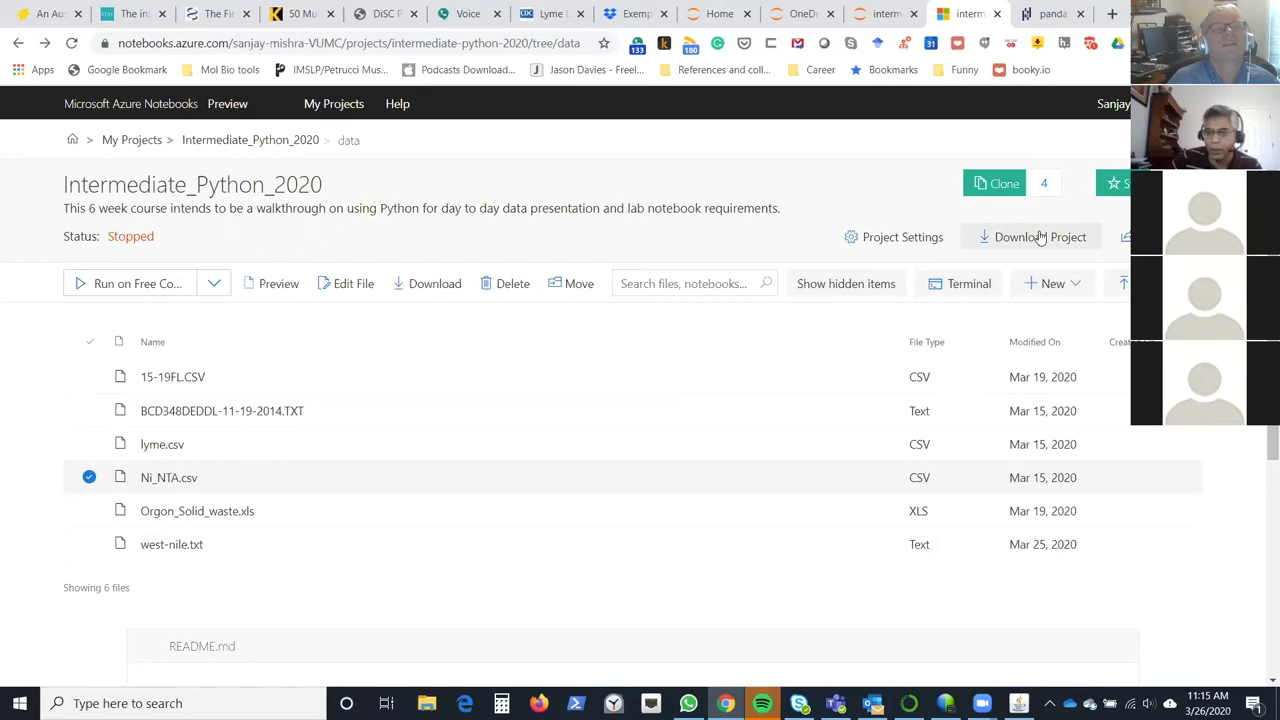 An Au
The in
The Fir
50 Mu
DiSC P
Voice
Lyme D
Exemp
Home
OneDr
interm
interm
panda
notebooks.azure.com/sanjay-mishra-VUMC/projects/intermediate-python-2020/tree/data
133
180
31
Apps
Google Bookmark
Mol Bio tools
IMSLP/Petrucci Mus...
Podcast Download...
Jason Davies - Freel...
References and coll...
Career
Bookmarks
Funny
booky.io
Microsoft Azure Notebooks
Preview
My Projects
Help
Sanjay
My Projects > Intermediate_Python_2020 > data
Intermediate_Python_2020
Clone
4
This 6 week course intends to be a walkthrough on using Python for day to day data presentation and lab notebook requirements.
Status: Stopped
Project Settings
Download Project
Run on Free Co...
Preview
Edit File
Download
Delete
Move
Search files, notebooks...
Show hidden items
Terminal
New
Name
File Type
Modified On
15-19FL.CSV
CSV
Mar 19, 2020
BCD348DEDDL-11-19-2014.TXT
Text
Mar 15, 2020
lyme.csv
CSV
Mar 15, 2020
Ni_NTA.csv
CSV
Mar 15, 2020
Orgon_Solid_waste.xls
XLS
Mar 19, 2020
west-nile.txt
Text
Mar 25, 2020
Showing 6 files
README.md
Type here to search
11:15 AM
3/26/2020